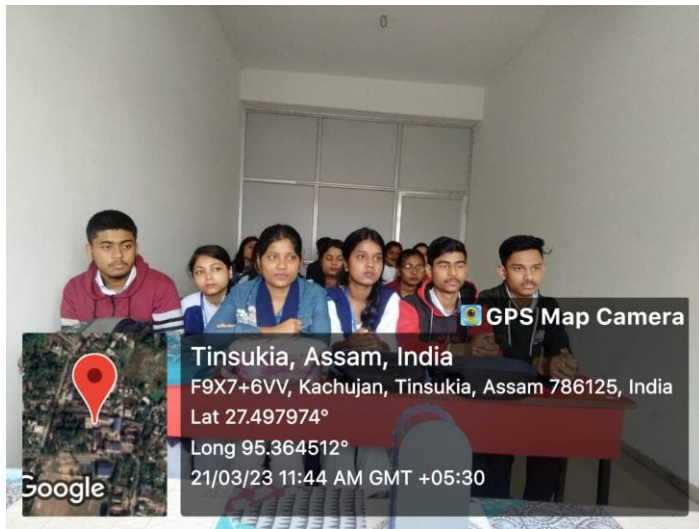 GPS Map Camera
Tinsukia, Assam, India
F9X7+6VV, Kachujan, Tinsukia, Assam 786125, India
Lat 27.497974°
Long 95.364512°
21/03/23 11:44 AM GMT +05:30
Google